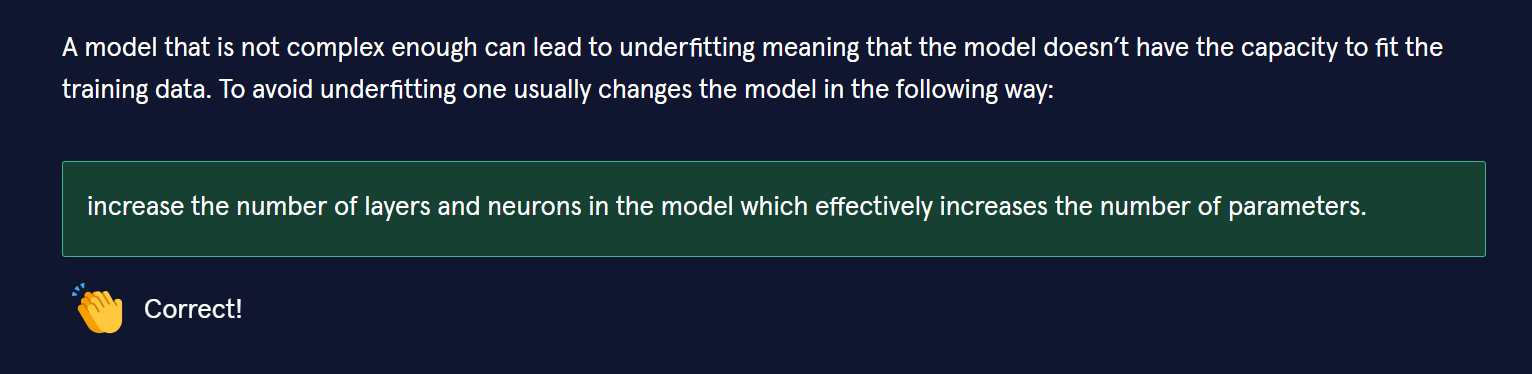 A model that is not complex enough can lead to underfitting meaning that the model doesn’t have the capacity to fit the
training data. To avoid underfitting one usually changes the model in the following way:
increase the number of layers and neurons in the model which effectively increases the number of parameters.
Correct!